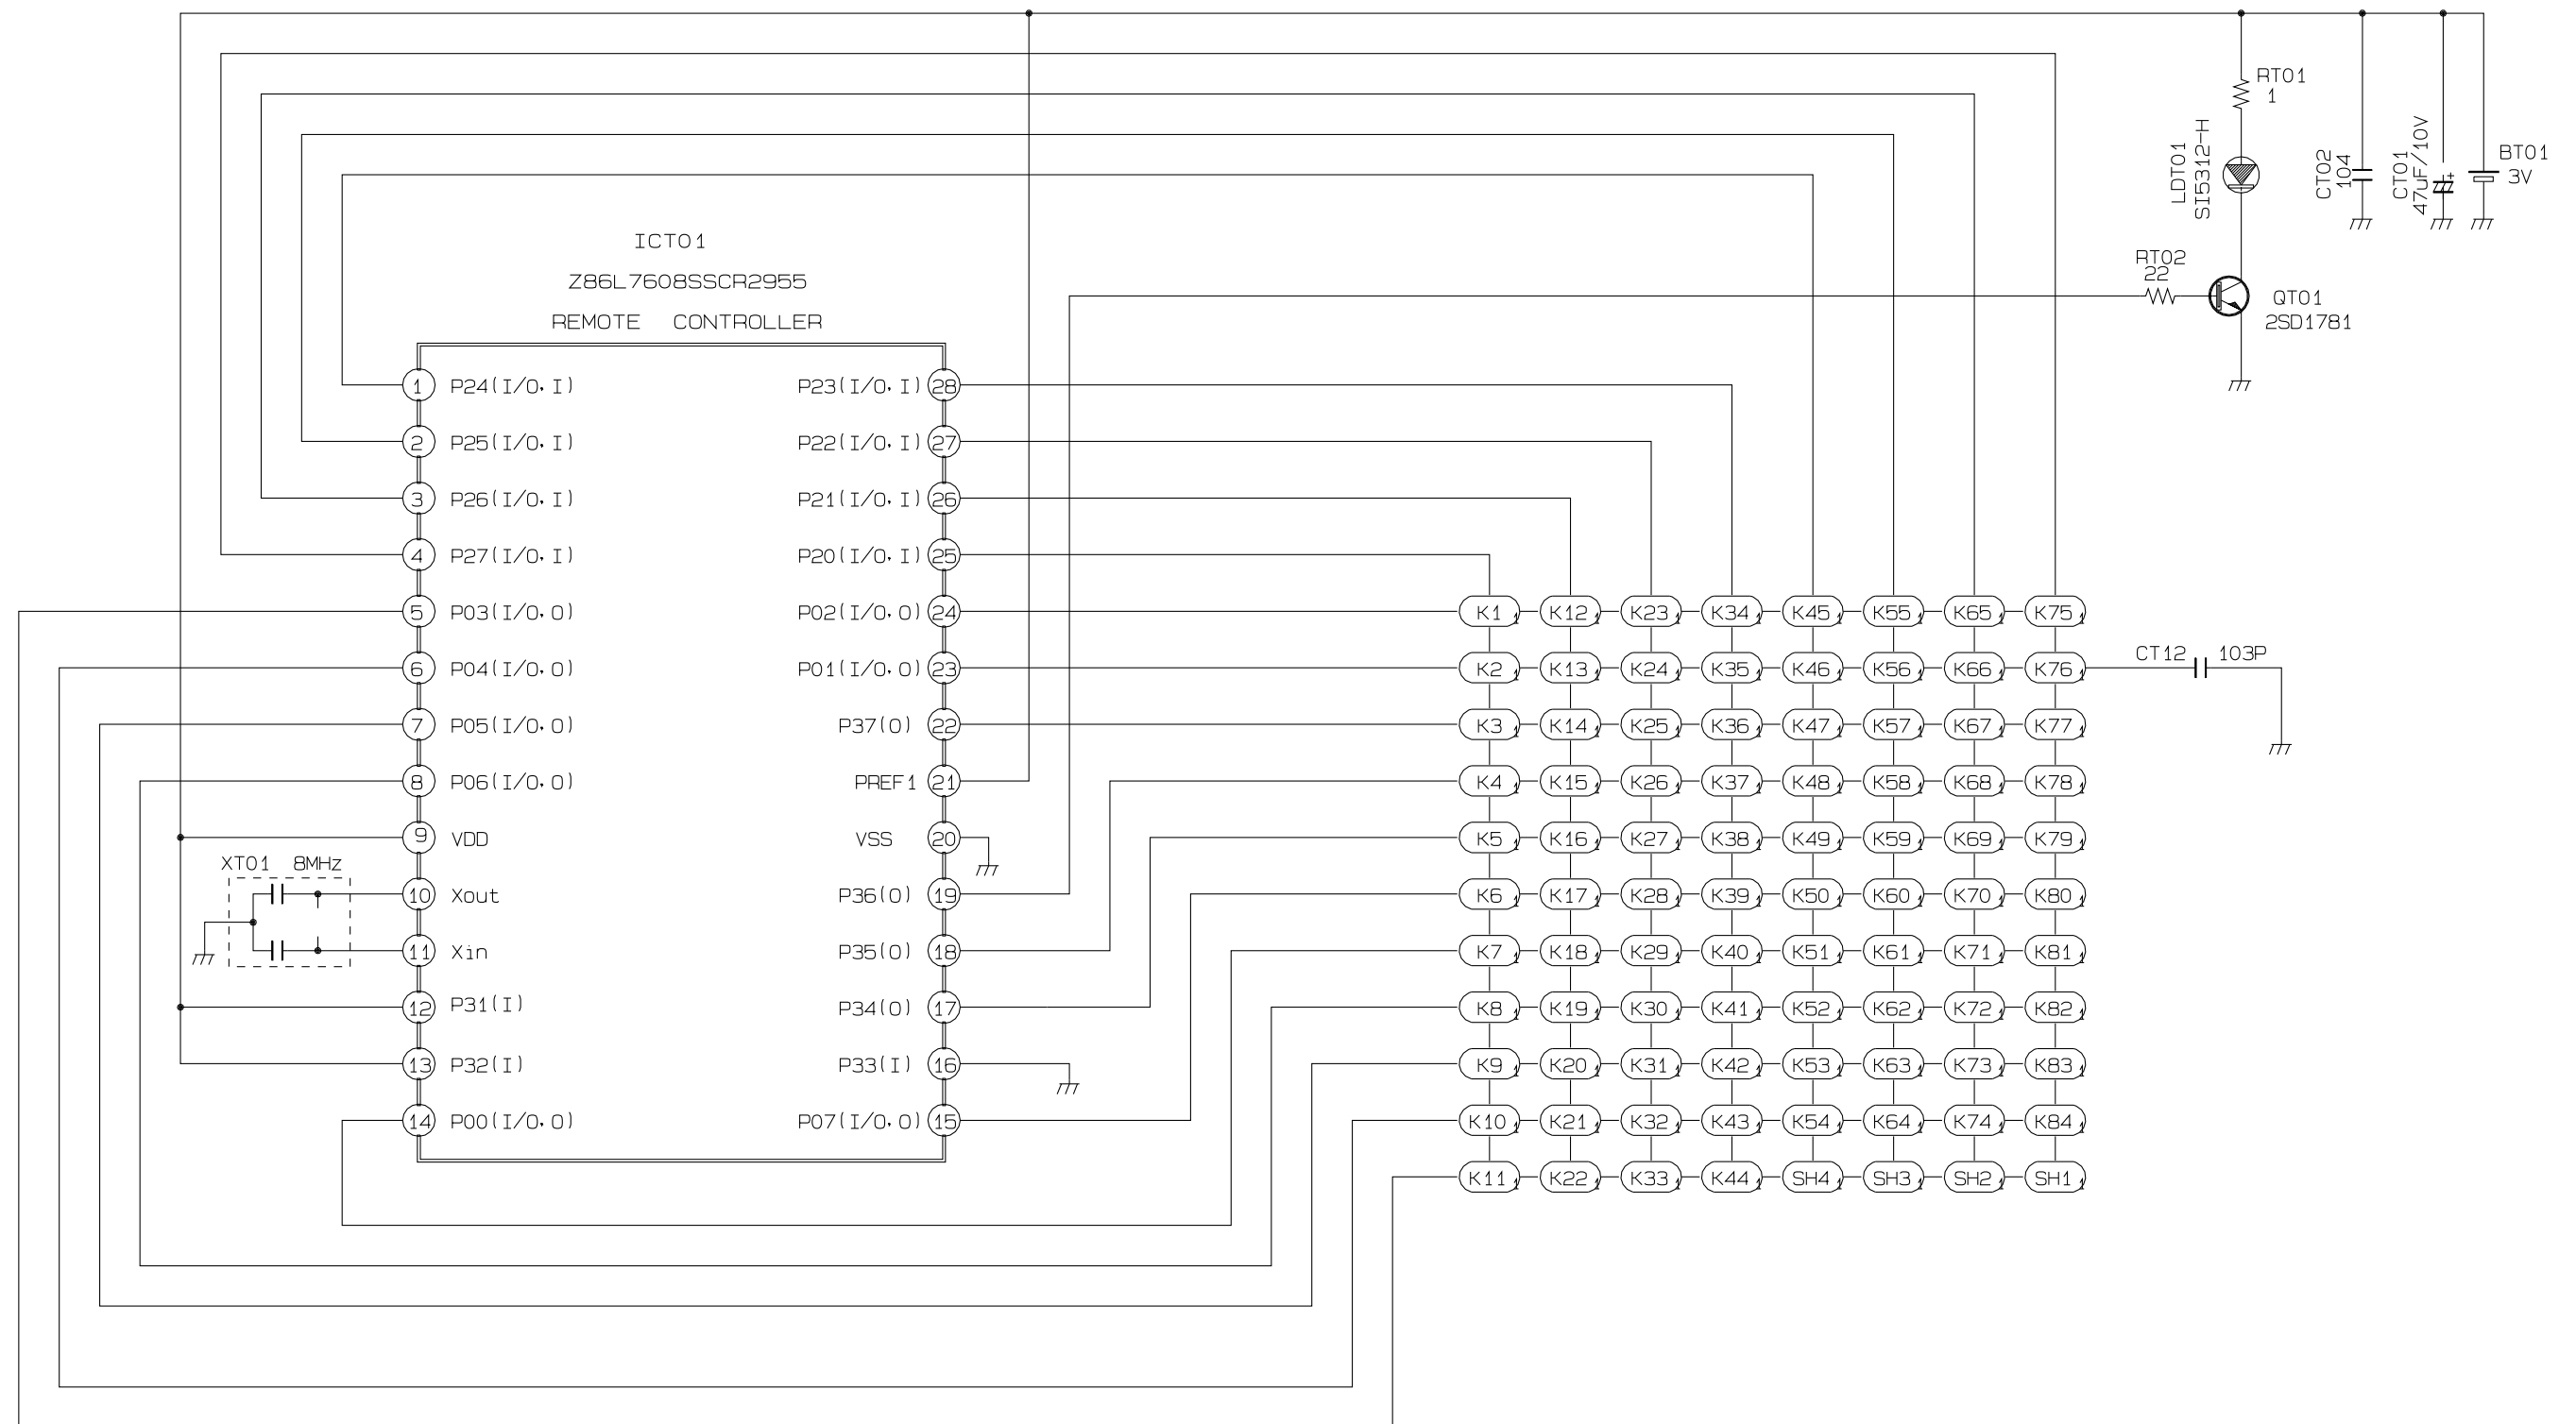 RT01
1
LDT01
SI5312-H
CT02
104
CT01
47uF/10V
+
BT01
3V
ICT01
Z86L7608SSCR2955
REMOTE CONTROLLER
RT02
22
QT01
2SD1781
1 P24(I/O,I) P23(I/O,I) 28
2 P25(I/O,I) P22(I/O,I) 27
3 P26(I/O,I) P21(I/O,I) 26
4 P27(I/O,I) P20(I/O,I) 25
5 P03(I/O,O) P02(I/O,O) 24
6 P04(I/O,O) P01(I/O,O) 23
7 P05(I/O,O) P37(O) 22
8 P06(I/O,O) PREF1 21
9 VDD VSS 20
XT01 8MHz
10 Xout P36(O) 19
11 Xin P35(O) 18
12 P31(I) P34(O) 17
13 P32(I) P33(I) 16
14 P00(I/O,O) P07(I/O,O) 15
K1 K12 K23 K34 K45 K55 K65 K75
K2 K13 K24 K35 K46 K56 K66 K76
CT12 103P
K3 K14 K25 K36 K47 K57 K67 K77
K4 K15 K26 K37 K48 K58 K68 K78
K5 K16 K27 K38 K49 K59 K69 K79
K6 K17 K28 K39 K50 K60 K70 K80
K7 K18 K29 K40 K51 K61 K71 K81
K8 K19 K30 K41 K52 K62 K72 K82
K9 K20 K31 K42 K53 K63 K73 K83
K10 K21 K32 K43 K54 K64 K74 K84
K11 K22 K33 K44 SH4 SH3 SH2 SH1